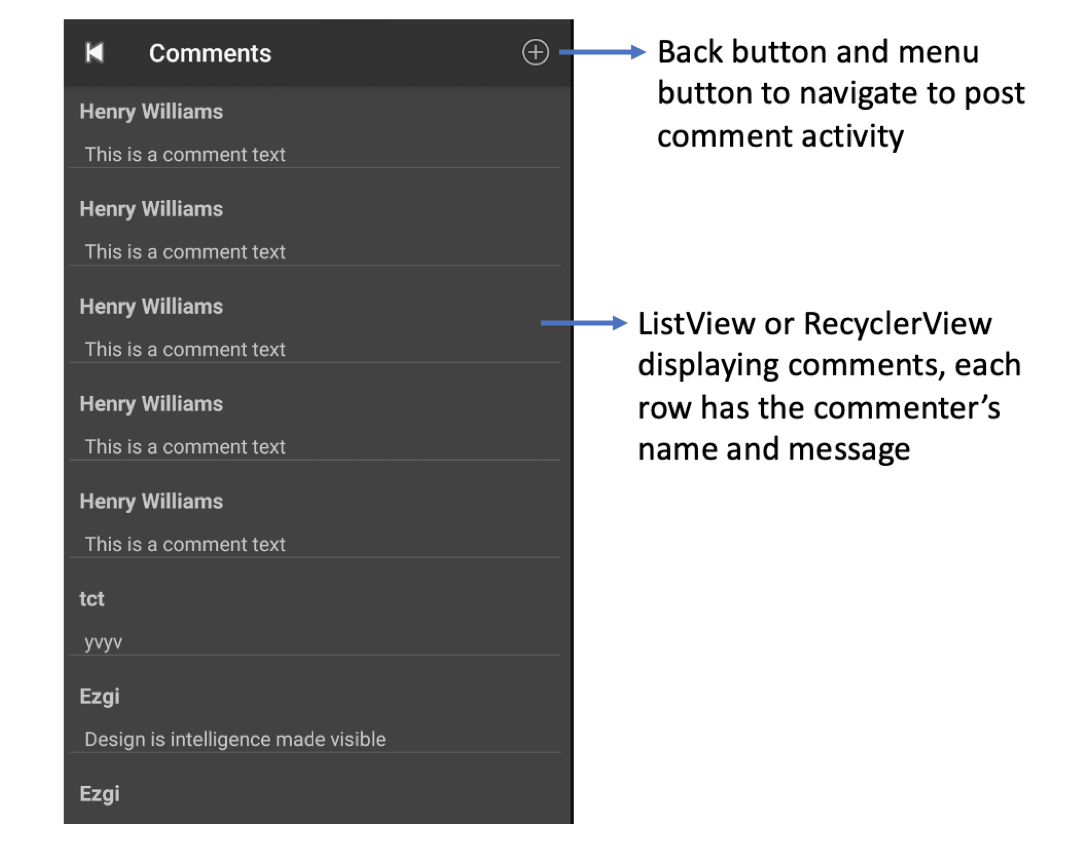 Comments
Back button and menu
button to navigate to post
comment activity
Henry Williams
This is a comment text
Henry Williams
This is a comment text
Henry Williams
This is a comment text
ListView or RecyclerView
displaying comments, each
row has the commenter’s
name and message
Henry Williams
This is a comment text
Henry Williams
This is a comment text
tct
yvyv
Ezgi
Design is intelligence made visible
Ezgi